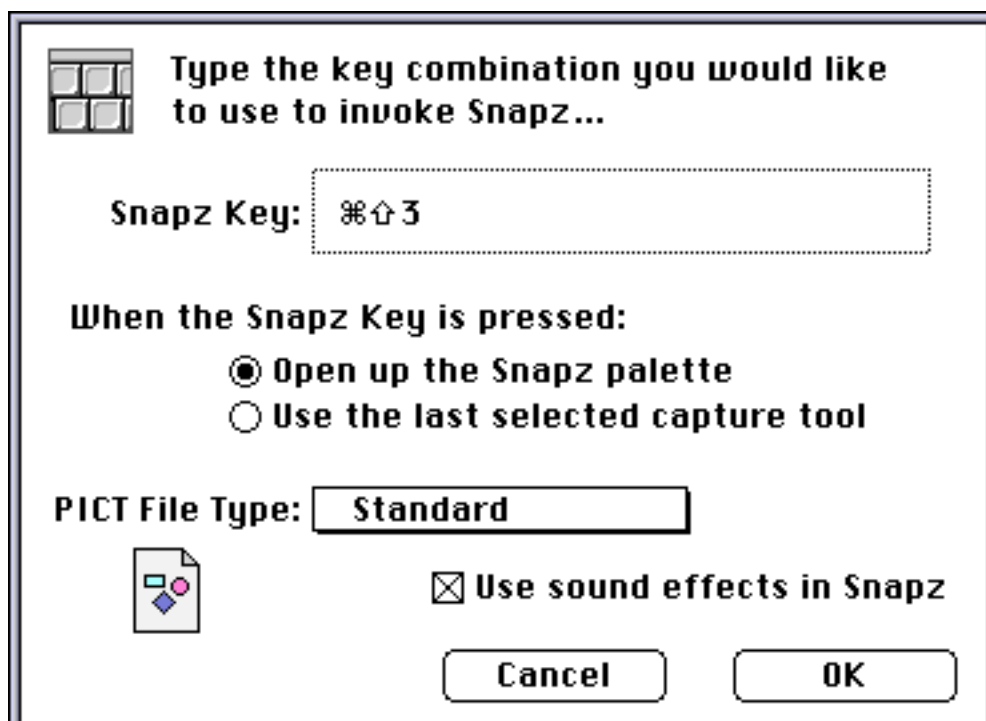 Type the key combination you would like
to use to invoke Snapz...
Snapz Key: ⌘⇧3
When the Snapz Key is pressed:
Open up the Snapz palette
Use the last selected capture tool
PICT File Type: Standard
Use sound effects in Snapz
Cancel OK